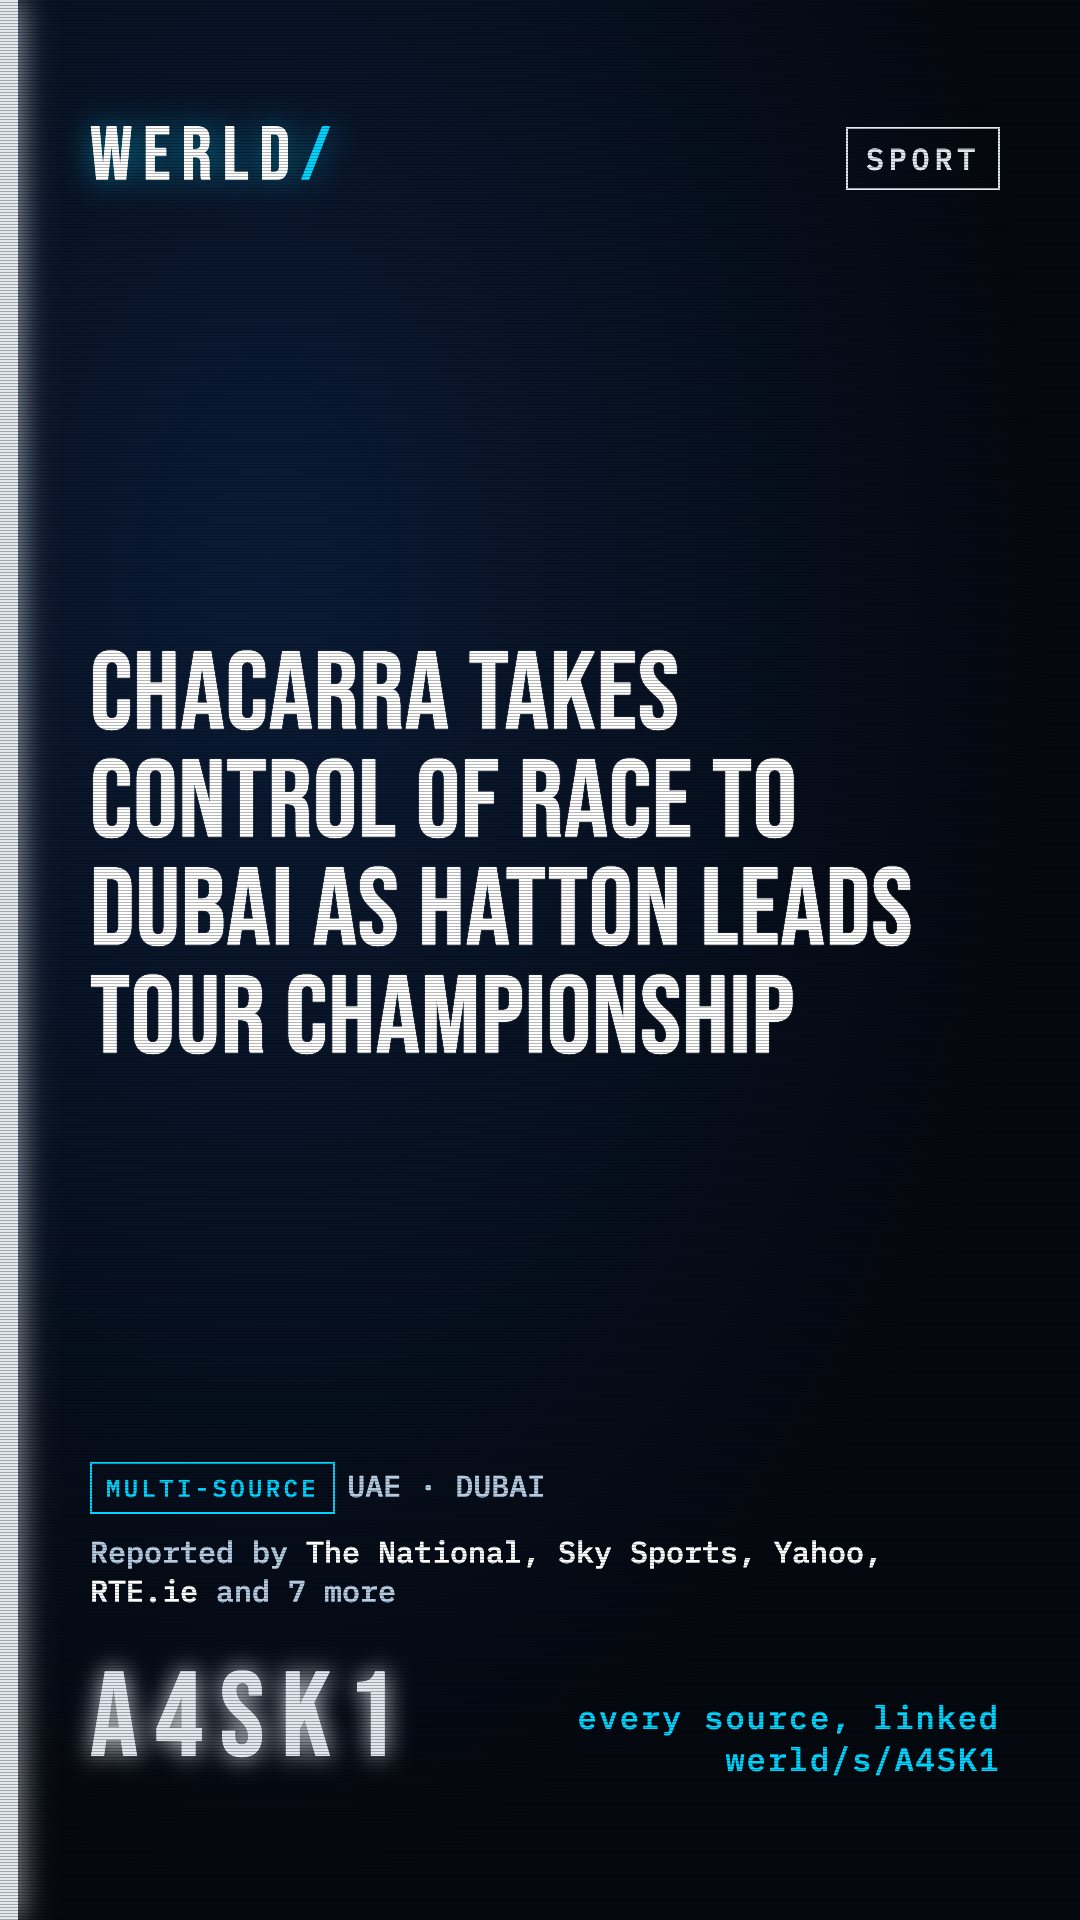 WERLD/
SPORT
CHACARRA TAKES
CONTROL OF RACE TO
DUBAI AS HATTON LEADS
TOUR CHAMPIONSHIP
MULTI-SOURCE UAE · DUBAI
Reported by The National, Sky Sports, Yahoo,
RTE.ie and 7 more
A4SK1
every source, linked
werld/s/A4SK1